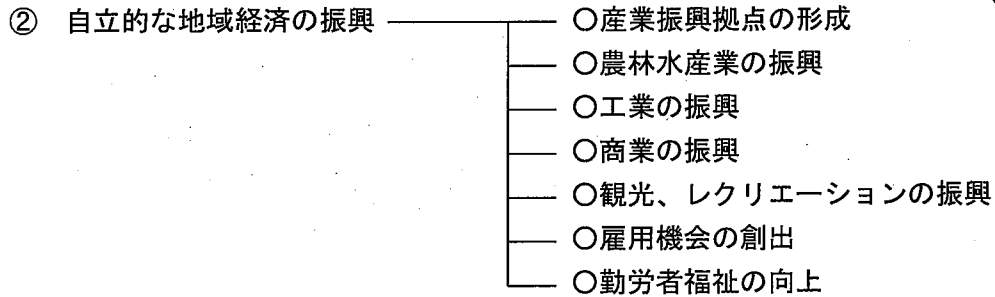 ② 自立的な地域経済の振興
○産業振興拠点の形成
○農林水産業の振興
○工業の振興
○商業の振興
○観光、レクリエーションの振興
○雇用機会の創出
○勤労者福祉の向上